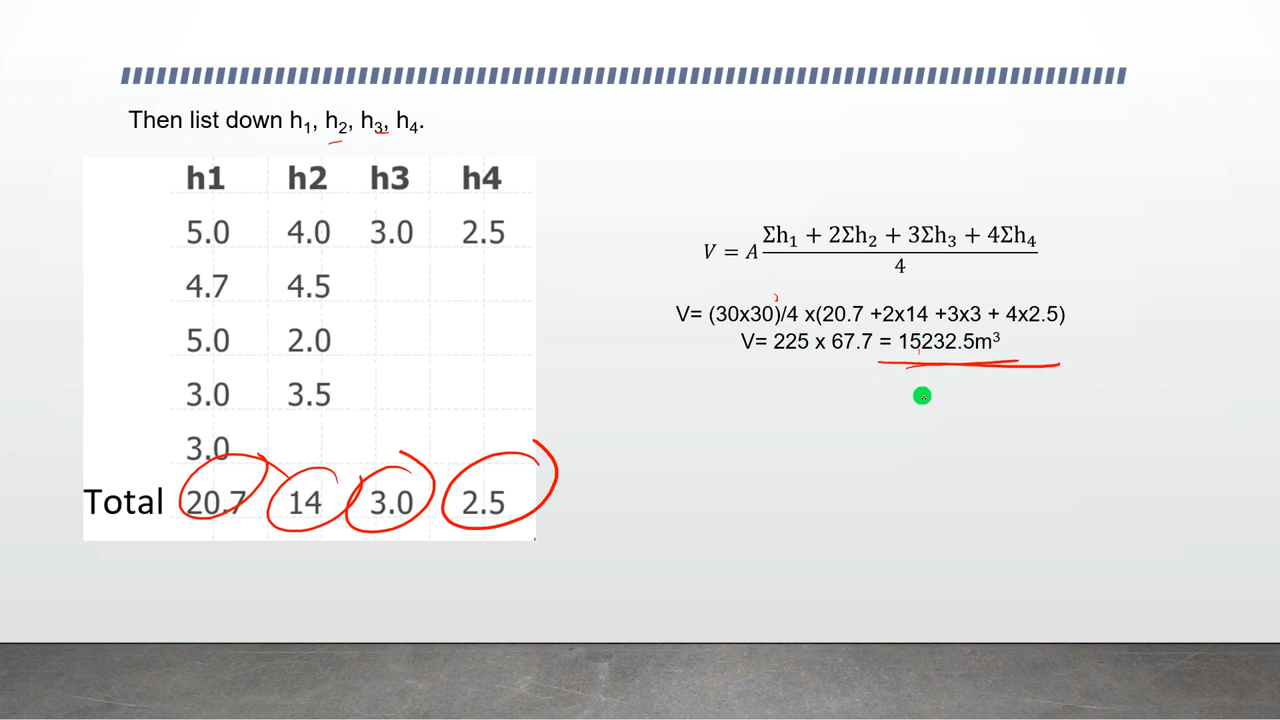 Then list down h₁, h₂, h₃, h₄.
h1 h2 h3 h4
5.0 4.0 3.0 2.5
4.7 4.5
5.0 2.0
3.0 3.5
3.0
Total 20.7 14 3.0 2.5
V = A (Σh₁ + 2Σh₂ + 3Σh₃ + 4Σh₄)/4
V= (30x30)/4 x(20.7 +2x14 +3x3 + 4x2.5)
V= 225 x 67.7 = 15232.5m³